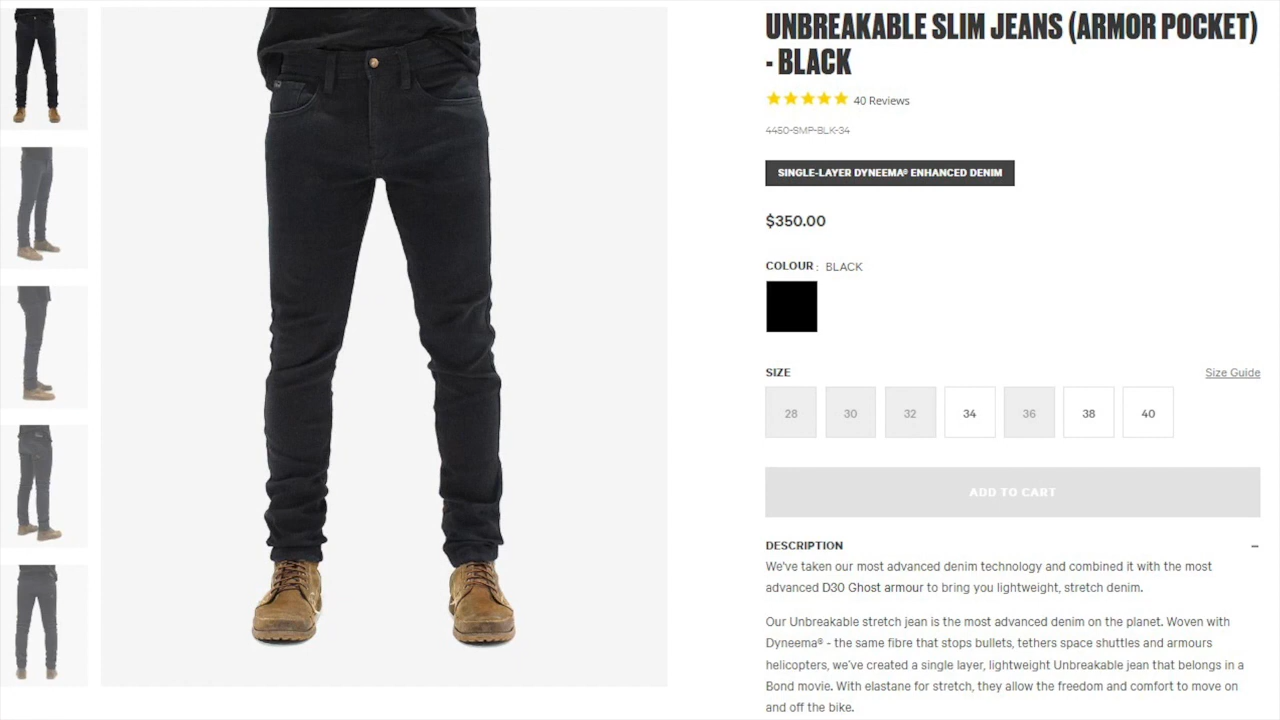 UNBREAKABLE SLIM JEANS (ARMOR POCKET)
- BLACK
40 Reviews
4450-SMP-BLK-34
SINGLE-LAYER DYNEEMA® ENHANCED DENIM
$350.00
COLOUR : BLACK
SIZE
Size Guide
28 30 32 34 36 38 40
ADD TO CART
DESCRIPTION −
We've taken our most advanced denim technology and combined it with the most
advanced D30 Ghost armour to bring you lightweight, stretch denim.
Our Unbreakable stretch jean is the most advanced denim on the planet. Woven with
Dyneema® - the same fibre that stops bullets, tethers space shuttles and armours
helicopters, we've created a single layer, lightweight Unbreakable jean that belongs in a
Bond movie. With elastane for stretch, they allow the freedom and comfort to move on
and off the bike.